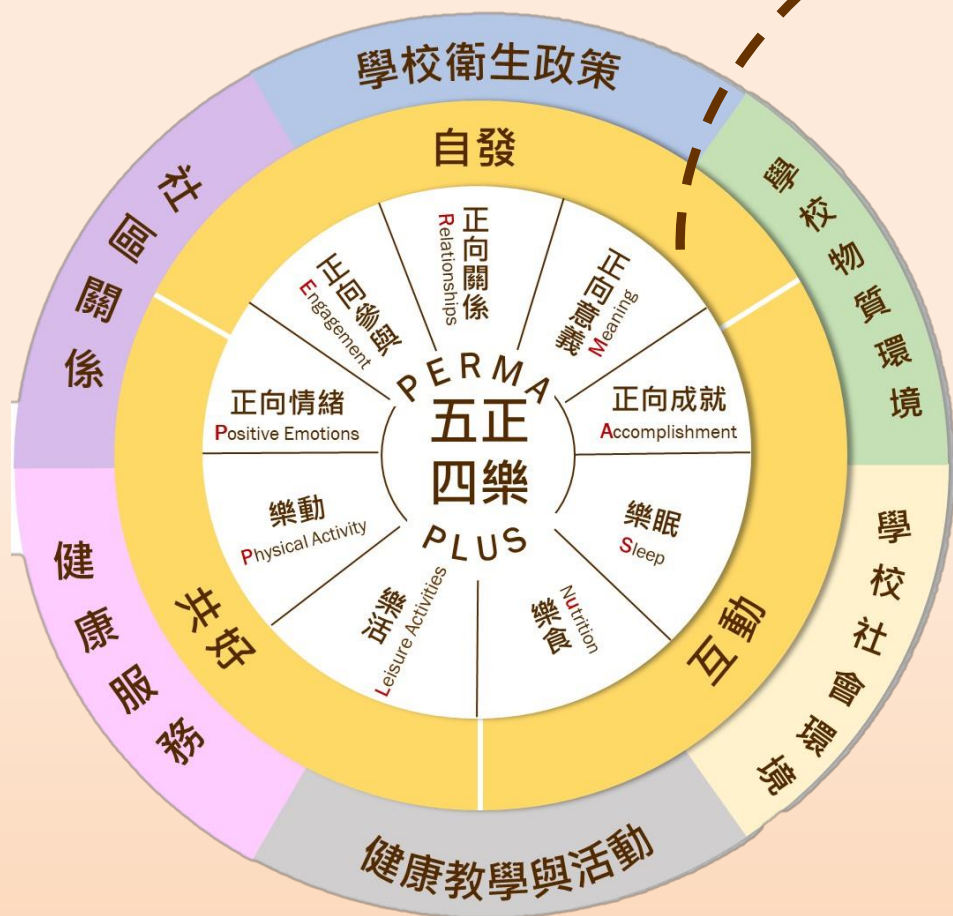 學校衛生政策
學校物質環境
學校社會環境
健康教學與活動
健康服務
社區關係
自發
互動
共好
正向情緒
Positive Emotions
正向參與
Engagement
正向關係
Relationships
正向意義
Meaning
正向成就
Accomplishment
PERMA
五正
四樂
PLUS
樂動
Physical Activity
樂活
Leisure Activities
樂食
Nutrition
樂眠
Sleep